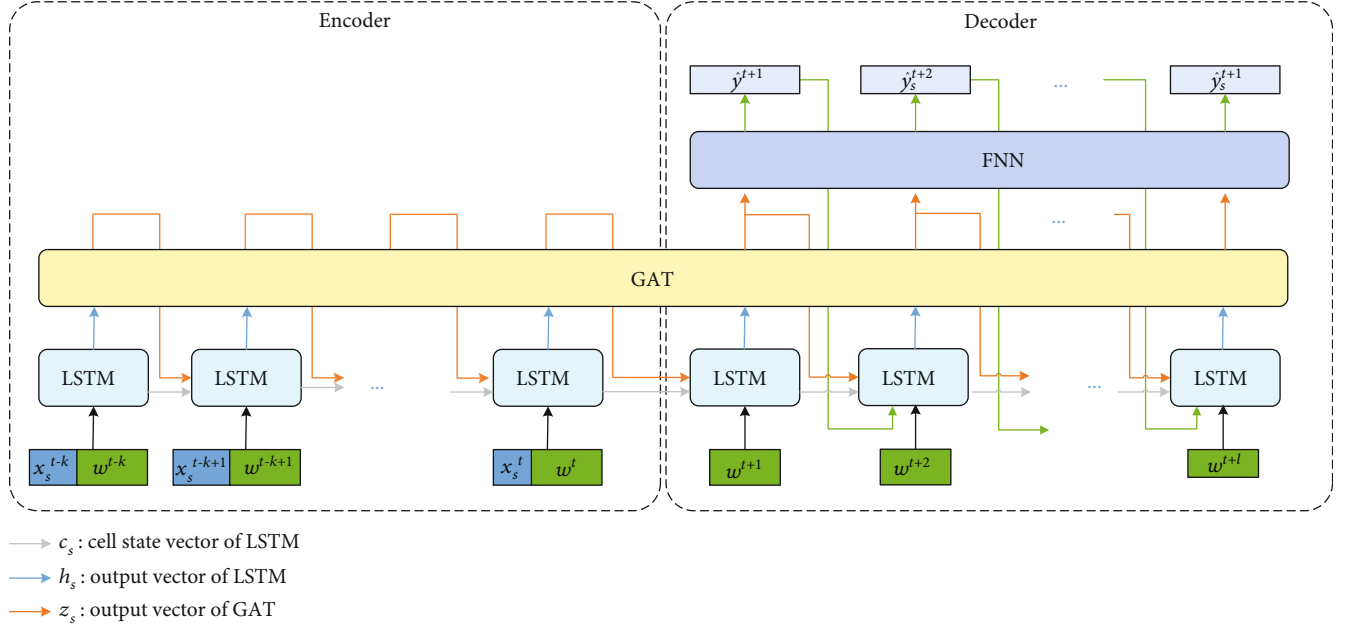 Encoder
Decoder
ŷ^{t+1} ŷ_s^{t+2} ... ŷ_s^{t+1}
FNN
...
GAT
LSTM LSTM ... LSTM LSTM LSTM ... LSTM
x_s^{t-k} w^{t-k} x_s^{t-k+1} w^{t-k+1} x_s^t w^t w^{t+1} w^{t+2} w^{t+l}
c_s : cell state vector of LSTM
h_s : output vector of LSTM
z_s : output vector of GAT